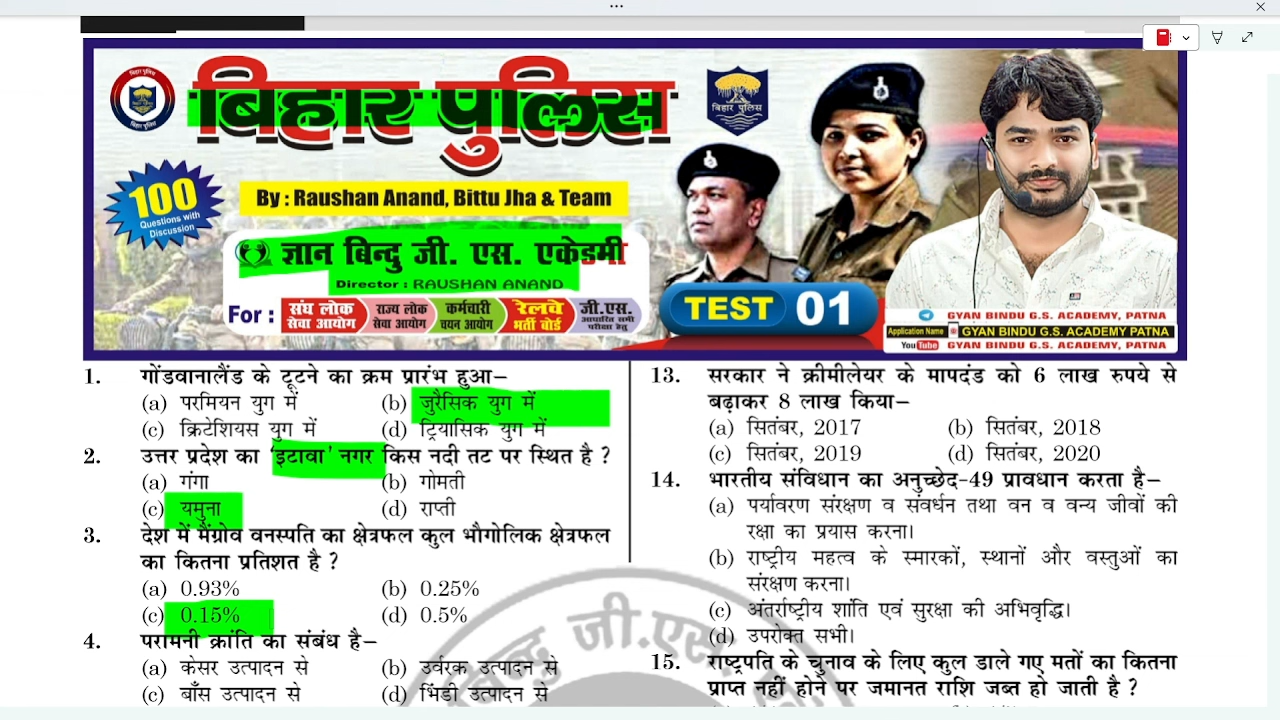 बिहार पुलिस
बिहार पुलिस
100
Questions with
Discussion
By : Raushan Anand, Bittu Jha & Team
ज्ञान बिन्दु जी. एस. एकेडमी
Director : RAUSHAN ANAND
For :
संघ लोक
सेवा आयोग
राज्य लोक
सेवा आयोग
कर्मचारी
चयन आयोग
रेलवे
भर्ती बोर्ड
जी.एस.
आधारित सभी
परीक्षा हेतु
TEST 01
GYAN BINDU G.S. ACADEMY, PATNA
Application Name GYAN BINDU G.S. ACADEMY PATNA
YouTube GYAN BINDU G.S. ACADEMY, PATNA
1. गोंडवानालैंड के टूटने का क्रम प्रारंभ हुआ–
(a) परमियन युग में (b) जुरैसिक युग में
(c) क्रिटेशियस युग में (d) ट्रियासिक युग में
2. उत्तर प्रदेश का 'इटावा' नगर किस नदी तट पर स्थित है ?
(a) गंगा (b) गोमती
(c) यमुना (d) राप्ती
3. देश में मैंग्रोव वनस्पति का क्षेत्रफल कुल भौगोलिक क्षेत्रफल
का कितना प्रतिशत है ?
(a) 0.93% (b) 0.25%
(c) 0.15% (d) 0.5%
4. परामनी क्रांति का संबंध है–
(a) केसर उत्पादन से (b) उर्वरक उत्पादन से
(c) बाँस उत्पादन से (d) भिंडी उत्पादन से
13. सरकार ने क्रीमीलेयर के मापदंड को 6 लाख रुपये से
बढ़ाकर 8 लाख किया–
(a) सितंबर, 2017 (b) सितंबर, 2018
(c) सितंबर, 2019 (d) सितंबर, 2020
14. भारतीय संविधान का अनुच्छेद-49 प्रावधान करता है–
(a) पर्यावरण संरक्षण व संवर्धन तथा वन व वन्य जीवों की
रक्षा का प्रयास करना।
(b) राष्ट्रीय महत्व के स्मारकों, स्थानों और वस्तुओं का
संरक्षण करना।
(c) अंतर्राष्ट्रीय शांति एवं सुरक्षा की अभिवृद्धि।
(d) उपरोक्त सभी।
15. राष्ट्रपति के चुनाव के लिए कुल डाले गए मतों का कितना
प्राप्त नहीं होने पर जमानत राशि जब्त हो जाती है ?